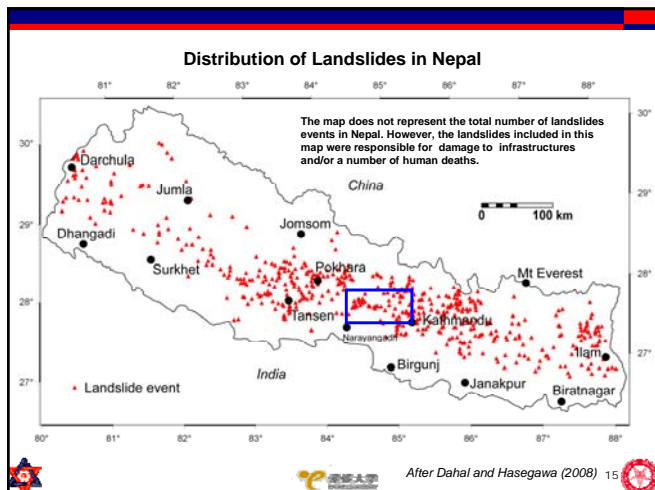 Distribution of Landslides in Nepal
81° 82° 83° 84° 85° 86° 87° 88°
The map does not represent the total number of landslides
events in Nepal. However, the landslides included in this
map were responsible for damage to infrastructures
and/or a number of human deaths.
30°
30°
Darchula
China
Jumla
0 100 km
29°
29°
Jomsom
Dhangadi
Surkhet
Pokhara
Mt Everest
28°
28°
Tansen
Kathmandu
Narayangadh
Ilam
27°
India
Birgunj
Janakpur
27°
Landslide event
Biratnagar
80° 81° 82° 83° 84° 85° 86° 87° 88°
After Dahal and Hasegawa (2008) 15